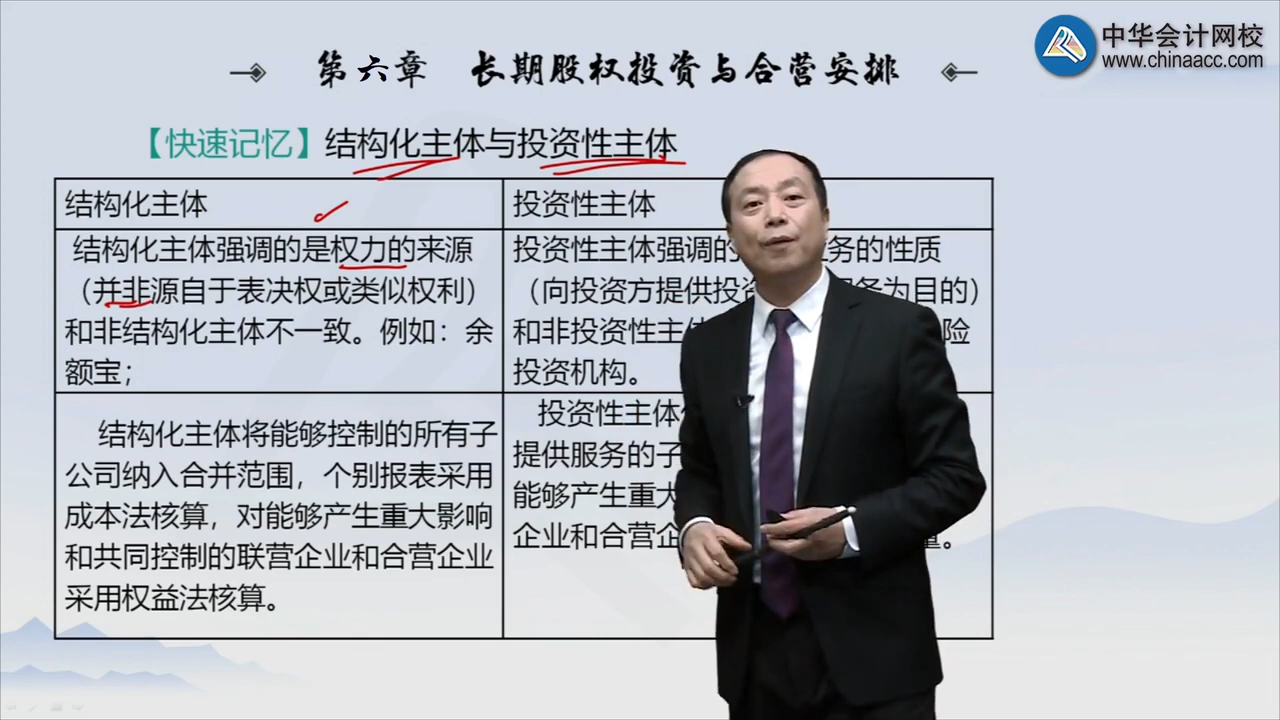 中华会计网校
www.chinaacc.com
第六章 长期股权投资与合营安排
【快速记忆】结构化主体与投资性主体
结构化主体
投资性主体
结构化主体强调的是权力的来源
（并非源自于表决权或类似权利）
和非结构化主体不一致。例如：余
额宝；
投资性主体强调的 务的性质
（向投资方提供投资 务为目的）
和非投资性主体 险
投资机构。
结构化主体将能够控制的所有子
公司纳入合并范围，个别报表采用
成本法核算，对能够产生重大影响
和共同控制的联营企业和合营企业
采用权益法核算。
投资性主体
提供服务的子
能够产生重大
企业和合营企